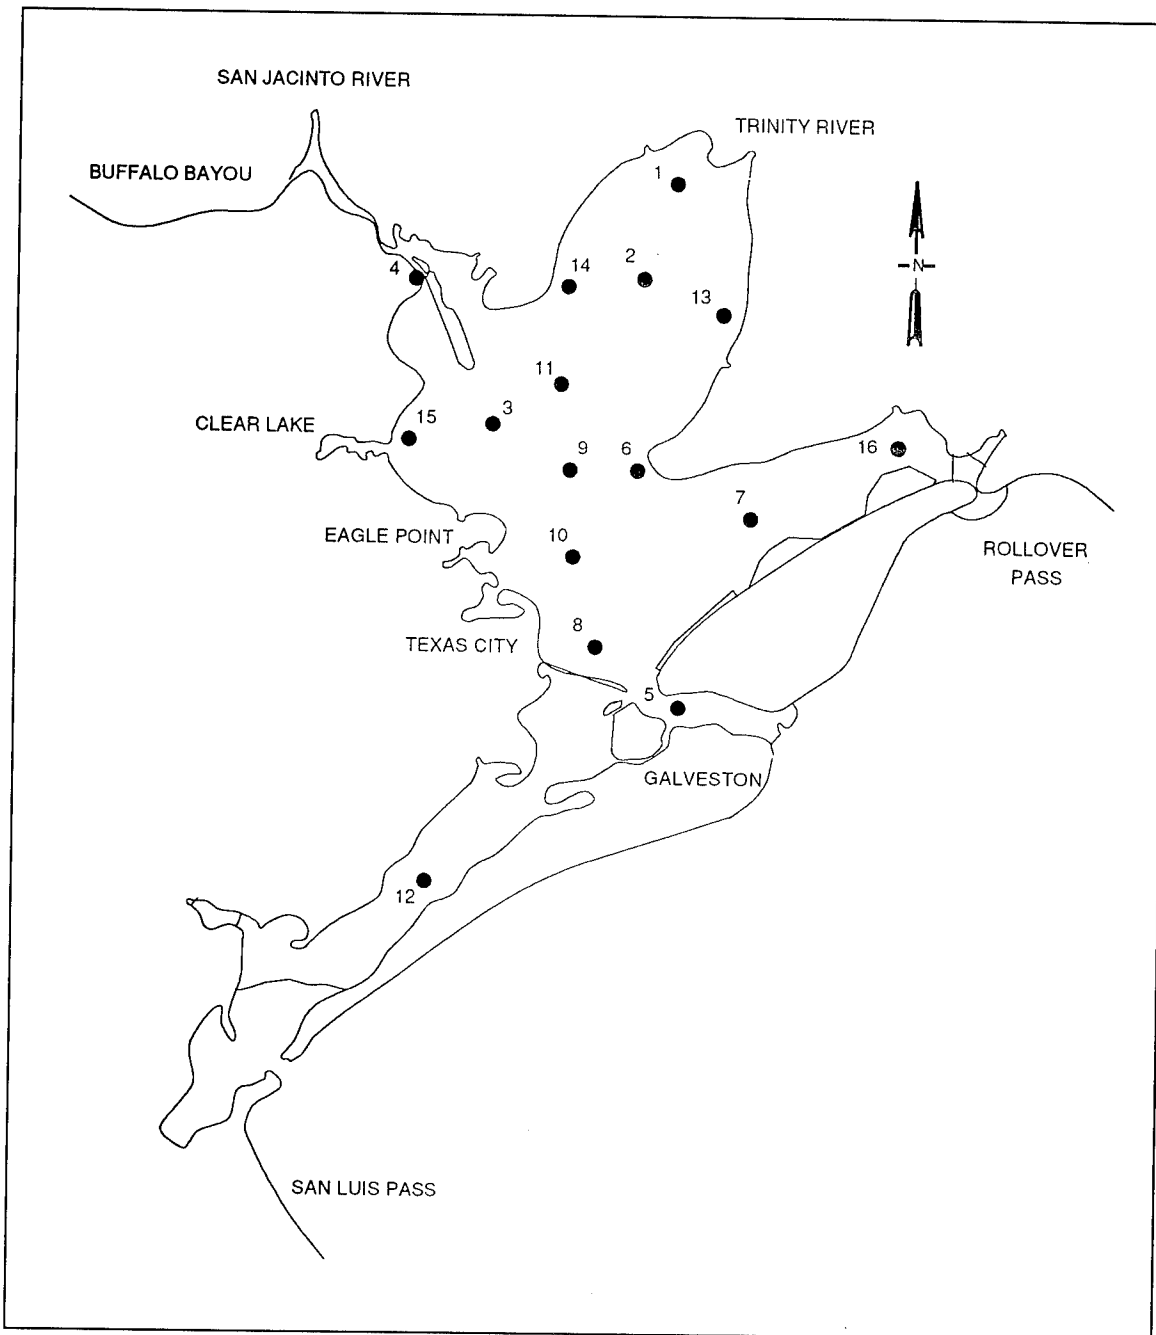 SAN JACINTO RIVER
TRINITY RIVER
BUFFALO BAYOU
1
4
14
2
13
N
11
CLEAR LAKE
15
3
9
6
16
7
EAGLE POINT
10
ROLLOVER
PASS
8
TEXAS CITY
5
GALVESTON
12
SAN LUIS PASS